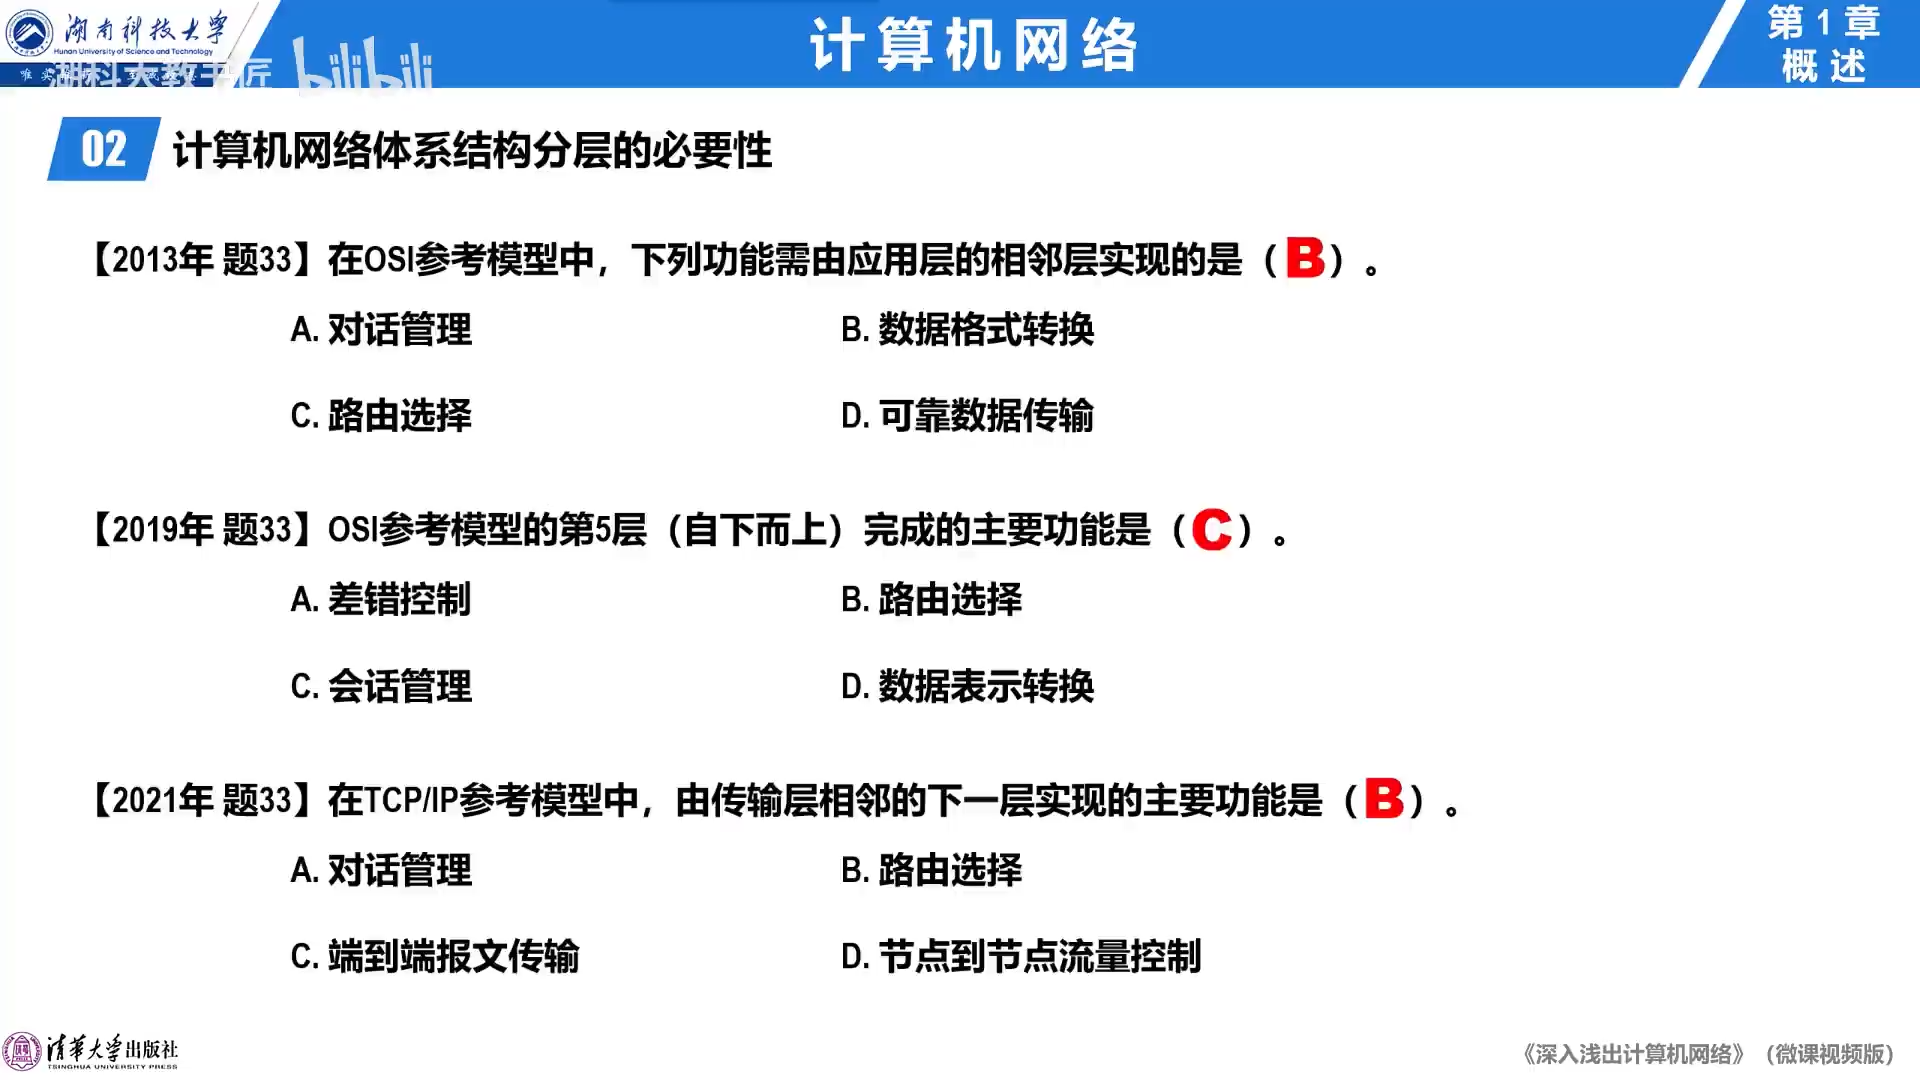 湖南科技大学
Hunan University of Science and Technology
湖科大教书匠
bilibili
计算机网络
第 1 章
概 述
02
计算机网络体系结构分层的必要性
【2013年 题33】在OSI参考模型中，下列功能需由应用层的相邻层实现的是（B）。
A. 对话管理
B. 数据格式转换
C. 路由选择
D. 可靠数据传输
【2019年 题33】OSI参考模型的第5层（自下而上）完成的主要功能是（C）。
A. 差错控制
B. 路由选择
C. 会话管理
D. 数据表示转换
【2021年 题33】在TCP/IP参考模型中，由传输层相邻的下一层实现的主要功能是（B）。
A. 对话管理
B. 路由选择
C. 端到端报文传输
D. 节点到节点流量控制
清华大学出版社
TSINGHUA UNIVERSITY PRESS
《深入浅出计算机网络》（微课视频版）